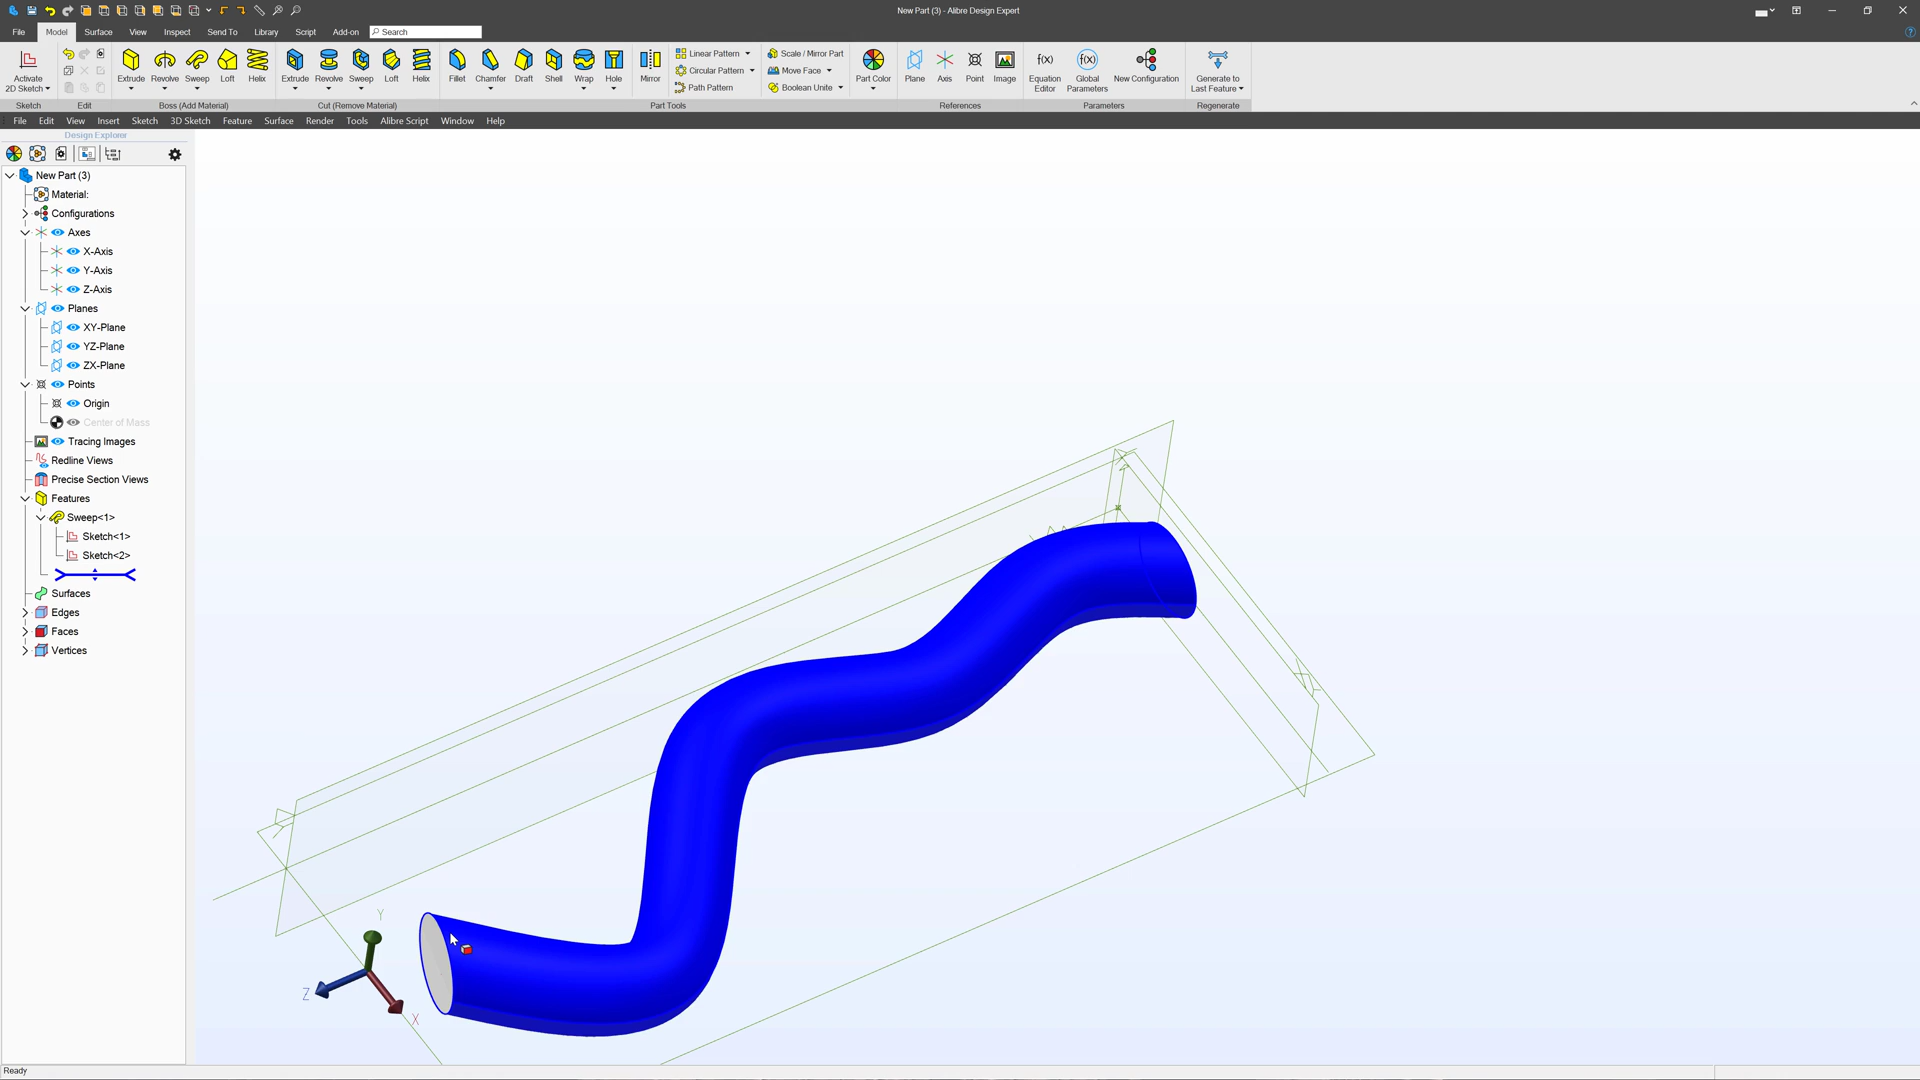 New Part (3) - Alibre Design Expert
File Model Surface View Inspect Send To Library Script Add-on Search
Activate 2D Sketch
Extrude Revolve Sweep Loft Helix
Extrude Revolve Sweep Loft Helix
Fillet Chamfer Draft Shell Wrap Hole Mirror
Linear Pattern
Circular Pattern
Path Pattern
Scale / Mirror Part
Move Face
Boolean Unite
Part Color
Plane Axis Point Image
Equation Editor
Global Parameters
New Configuration
Generate to Last Feature
Sketch Edit Boss (Add Material) Cut (Remove Material) Part Tools References Parameters Regenerate
File Edit View Insert Sketch 3D Sketch Feature Surface Render Tools Alibre Script Window Help
Design Explorer
New Part (3)
Material:
Configurations
Axes
X-Axis
Y-Axis
Z-Axis
Planes
XY-Plane
YZ-Plane
ZX-Plane
Points
Origin
Center of Mass
Tracing Images
Redline Views
Precise Section Views
Features
Sweep<1>
Sketch<1>
Sketch<2>
Surfaces
Edges
Faces
Vertices
Y
Z
X
Ready